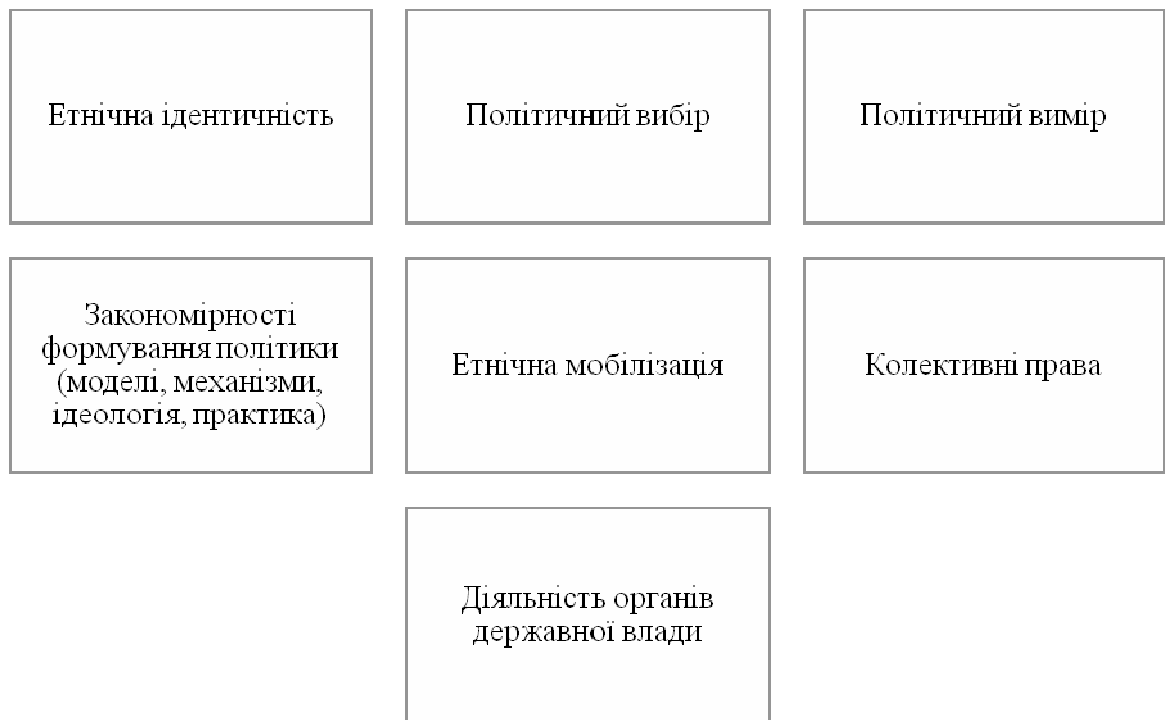 Етнічна ідентичність
Політичний вибір
Політичний вимір
Закономірності
формування політики
(моделі, механізми,
ідеологія, практика)
Етнічна мобілізація
Колективні права
Діяльність органів
державної влади